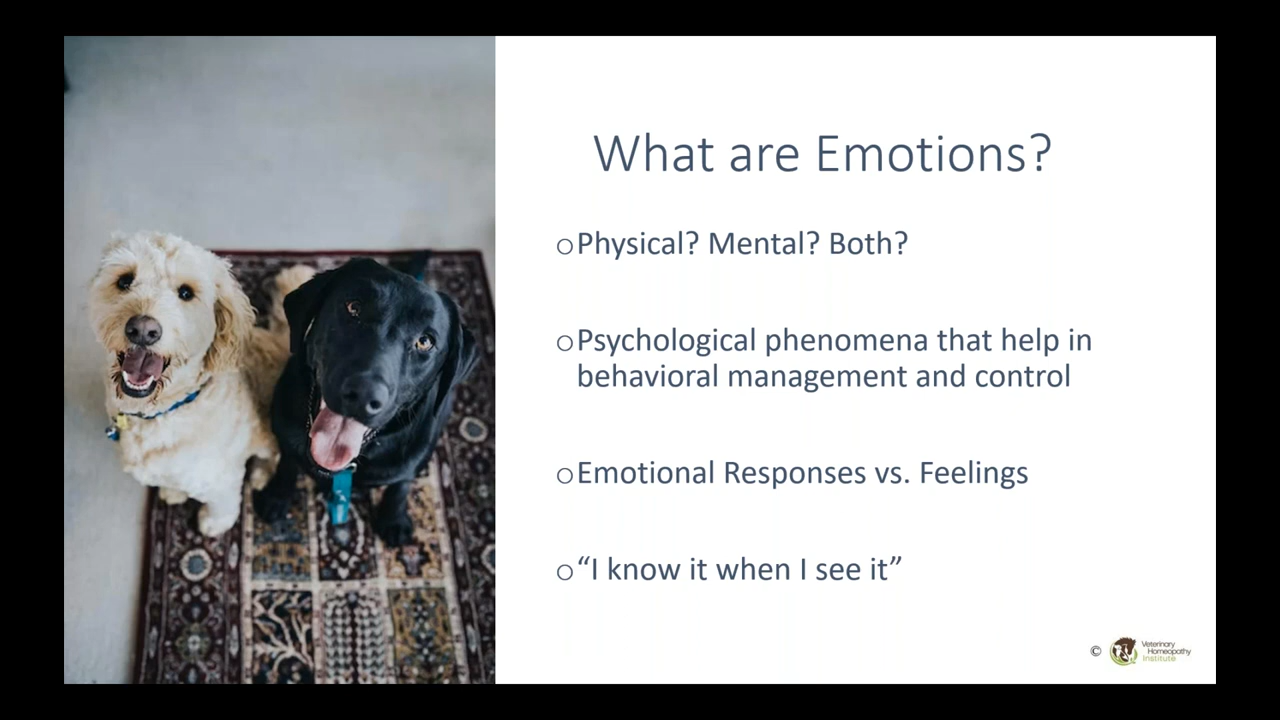 What are Emotions?
○Physical? Mental? Both?
○Psychological phenomena that help in
behavioral management and control
○Emotional Responses vs. Feelings
○“I know it when I see it”
© Veterinary
Homeopathy
Institute